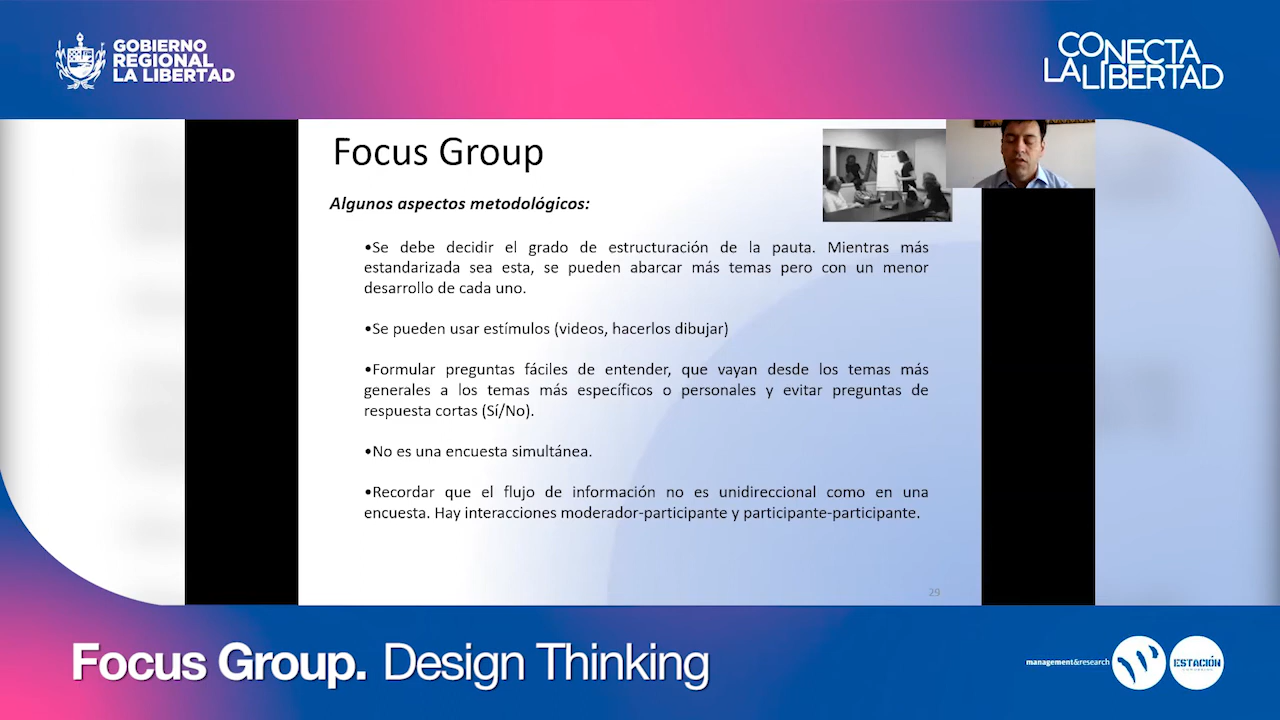 GOBIERNO
REGIONAL
LA LIBERTAD
CONECTA
LA LIBERTAD
Focus Group
Algunos aspectos metodológicos:
•Se debe decidir el grado de estructuración de la pauta. Mientras más
estandarizada sea esta, se pueden abarcar más temas pero con un menor
desarrollo de cada uno.
•Se pueden usar estímulos (videos, hacerlos dibujar)
•Formular preguntas fáciles de entender, que vayan desde los temas más
generales a los temas más específicos o personales y evitar preguntas de
respuesta cortas (Sí/No).
•No es una encuesta simultánea.
•Recordar que el flujo de información no es unidireccional como en una
encuesta. Hay interacciones moderador-participante y participante-participante.
29
Focus Group. Design Thinking
management&research
ESTACIÓN